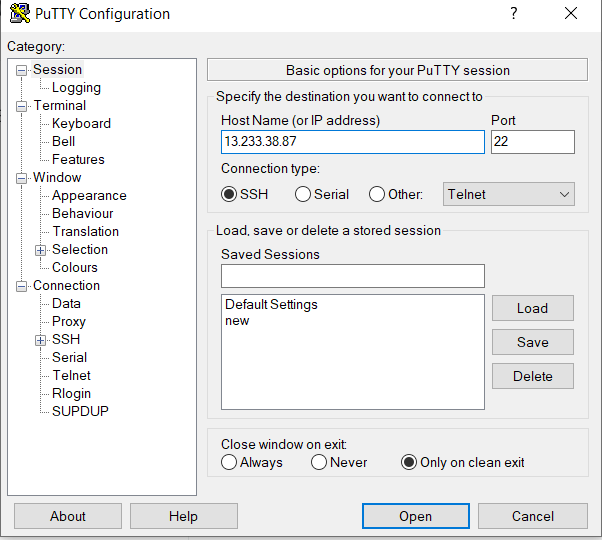 PuTTY Configuration
Category:
Session
Logging
Terminal
Keyboard
Bell
Features
Window
Appearance
Behaviour
Translation
Selection
Colours
Connection
Data
Proxy
SSH
Serial
Telnet
Rlogin
SUPDUP
Basic options for your PuTTY session
Specify the destination you want to connect to
Host Name (or IP address) Port
13.233.38.87 22
Connection type:
SSH Serial Other: Telnet
Load, save or delete a stored session
Saved Sessions
Default Settings
new
Load
Save
Delete
Close window on exit:
Always Never Only on clean exit
About Help Open Cancel